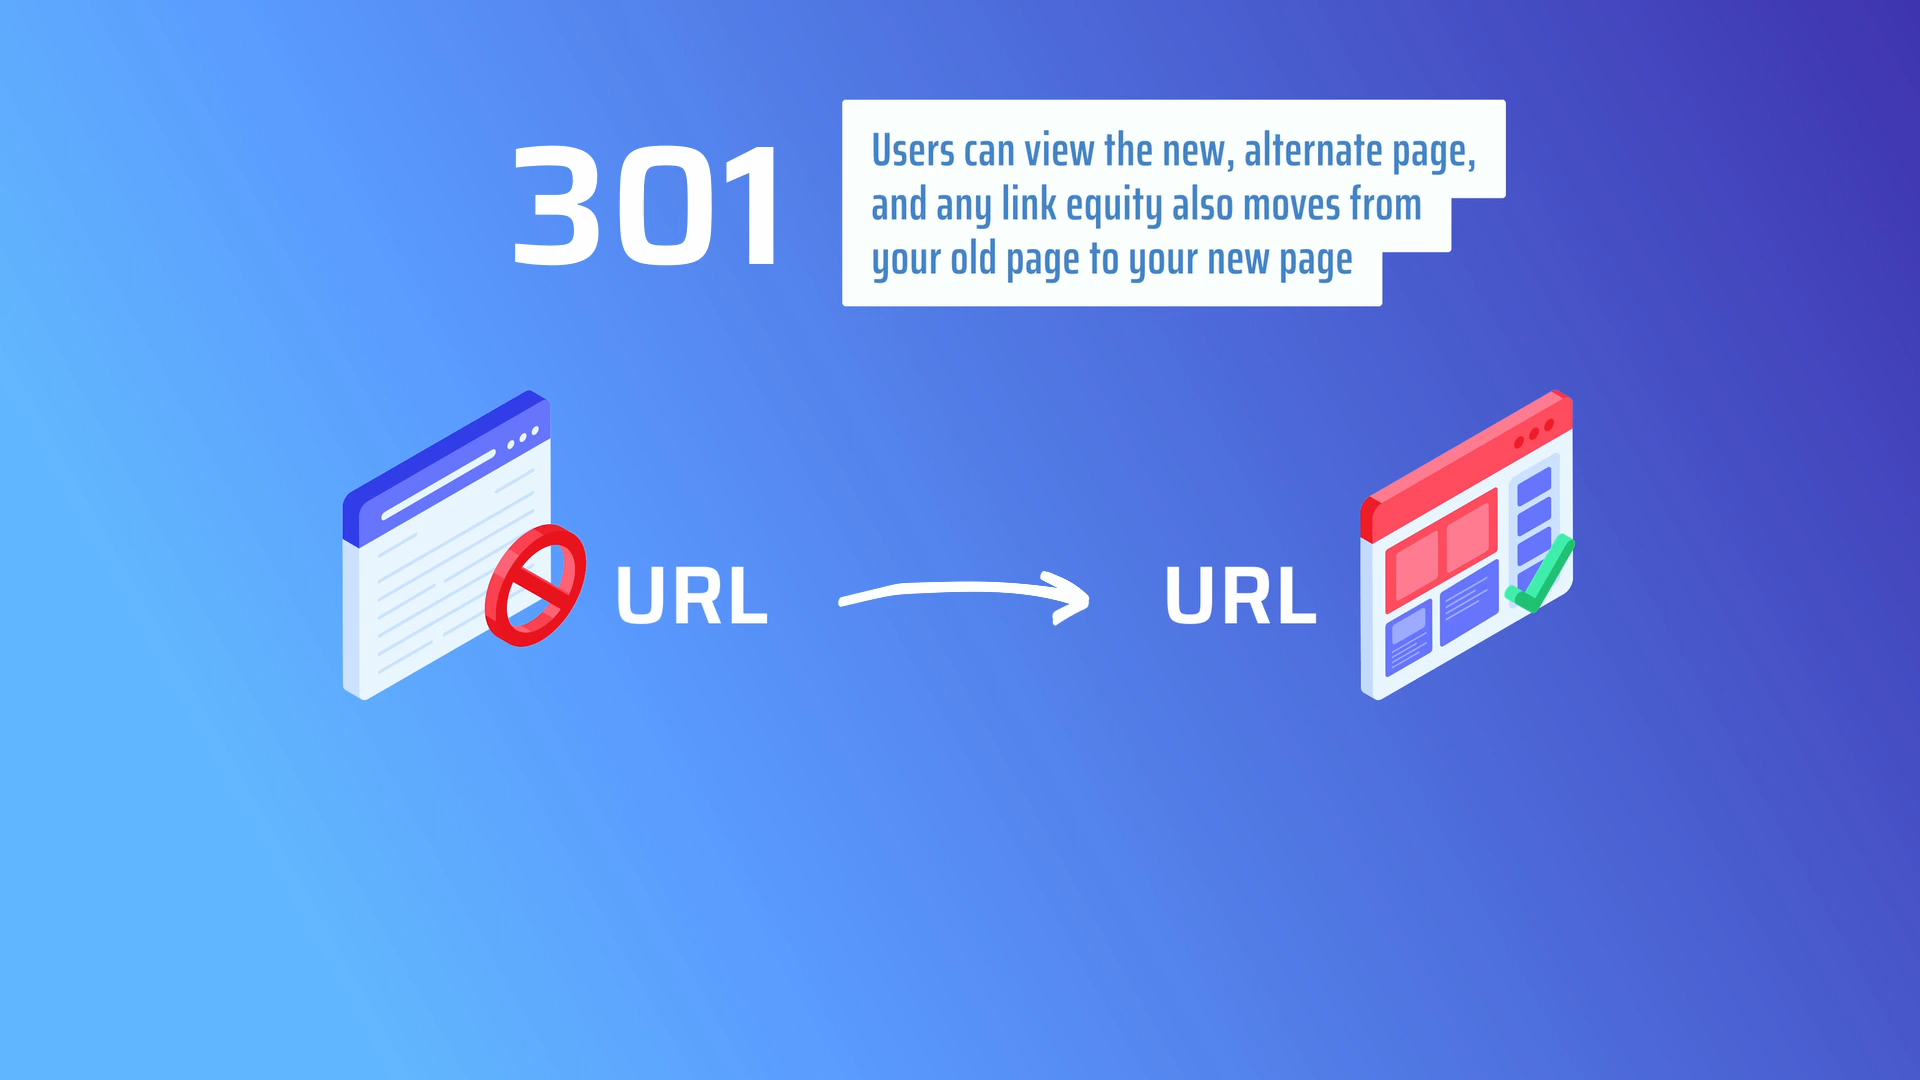 301
Users can view the new, alternate page,
and any link equity also moves from
your old page to your new page
URL
URL